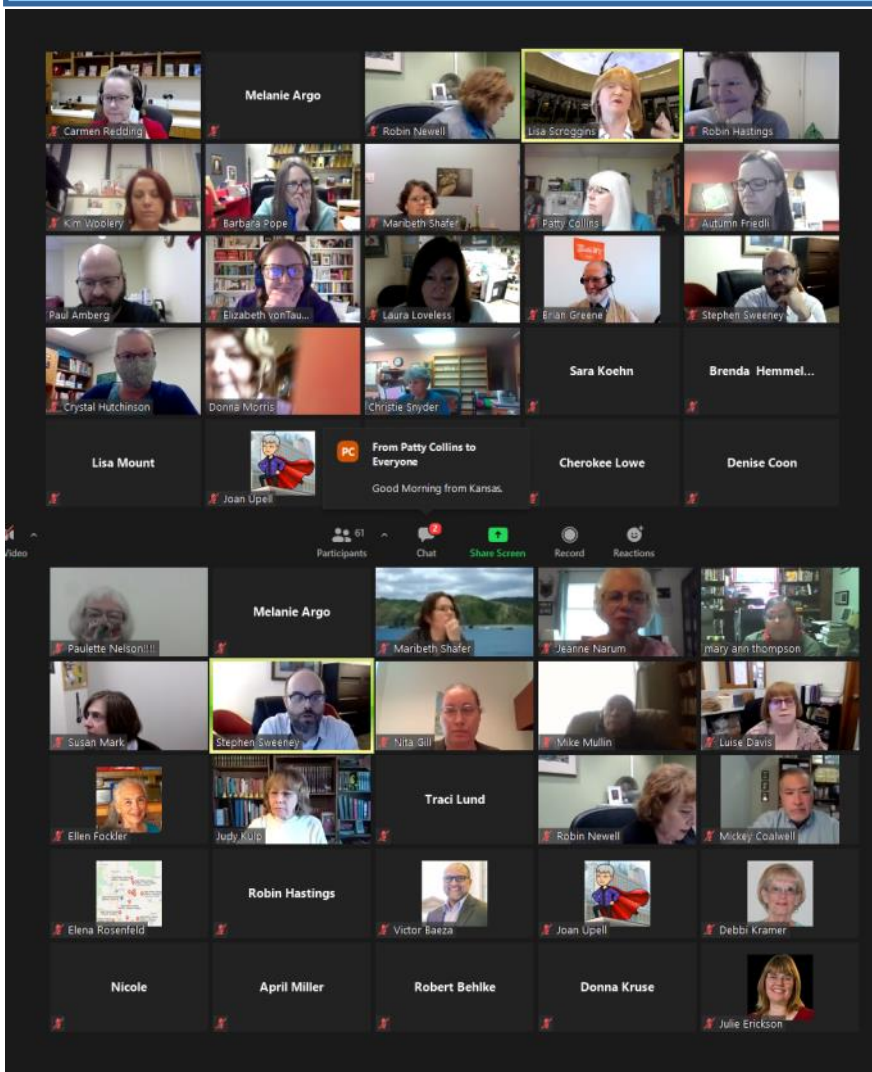 Carmen Redding
Melanie Argo
Robin Newell
Lisa Scroggins
Robin Hastings
Kim Woolery
Barbara Pope
Maribeth Shafer
Patty Collins
Autumn Friedli
Paul Amberg
Elizabeth vonTau...
Laura Loveless
Brian Greene
Stephen Sweeney
Crystal Hutchinson
Donna Morris
Christie Snyder
Sara Koehn
Brenda Hemmel...
Lisa Mount
Joan Upell
PC
From Patty Collins to
Everyone
Good Morning from Kansas.
Cherokee Lowe
Denise Coon
Video
61
Participants
2
Chat
Share Screen
Record
Reactions
Paulette Nelson!!!!
Melanie Argo
Maribeth Shafer
Jeanne Narum
mary ann thompson
Susan Mark
Stephen Sweeney
Nita Gill
Mike Mullin
Luise Davis
Ellen Fockler
Judy Kulp
Traci Lund
Robin Newell
Mickey Coalwell
Elena Rosenfeld
Robin Hastings
Victor Baeza
Joan Upell
Debbi Kramer
Nicole
April Miller
Robert Behlke
Donna Kruse
Julie Erickson